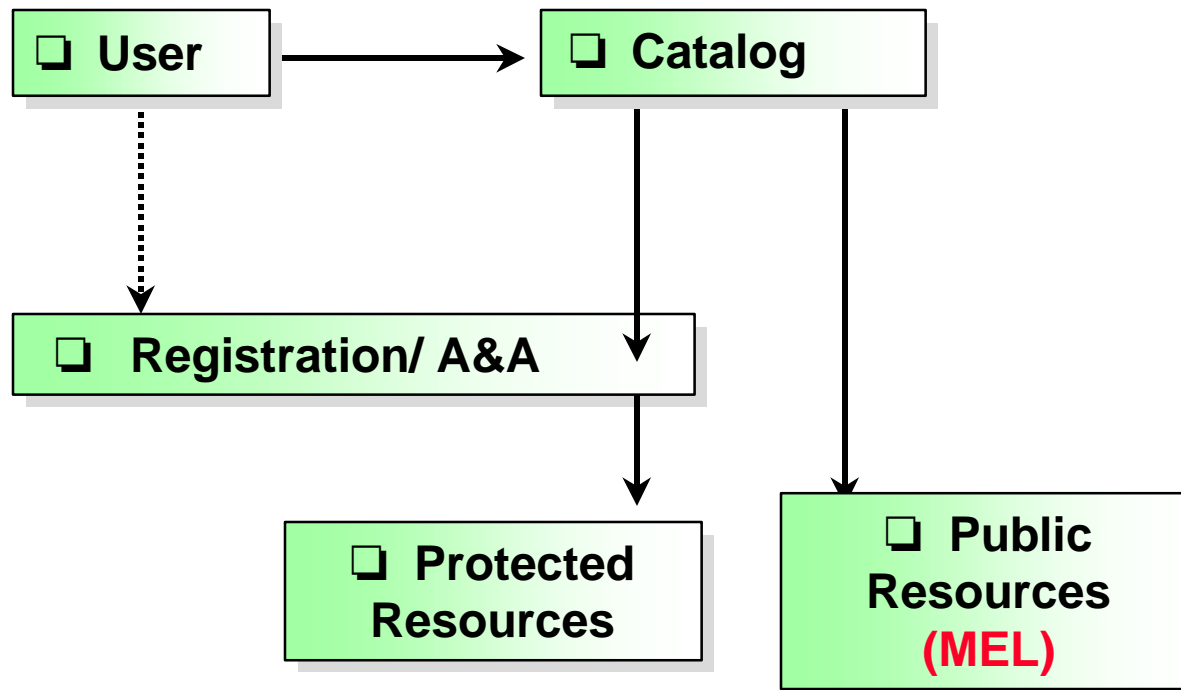 ❑ User
❑ Catalog
❑ Registration/ A&A
❑ Protected
Resources
❑ Public
Resources
(MEL)